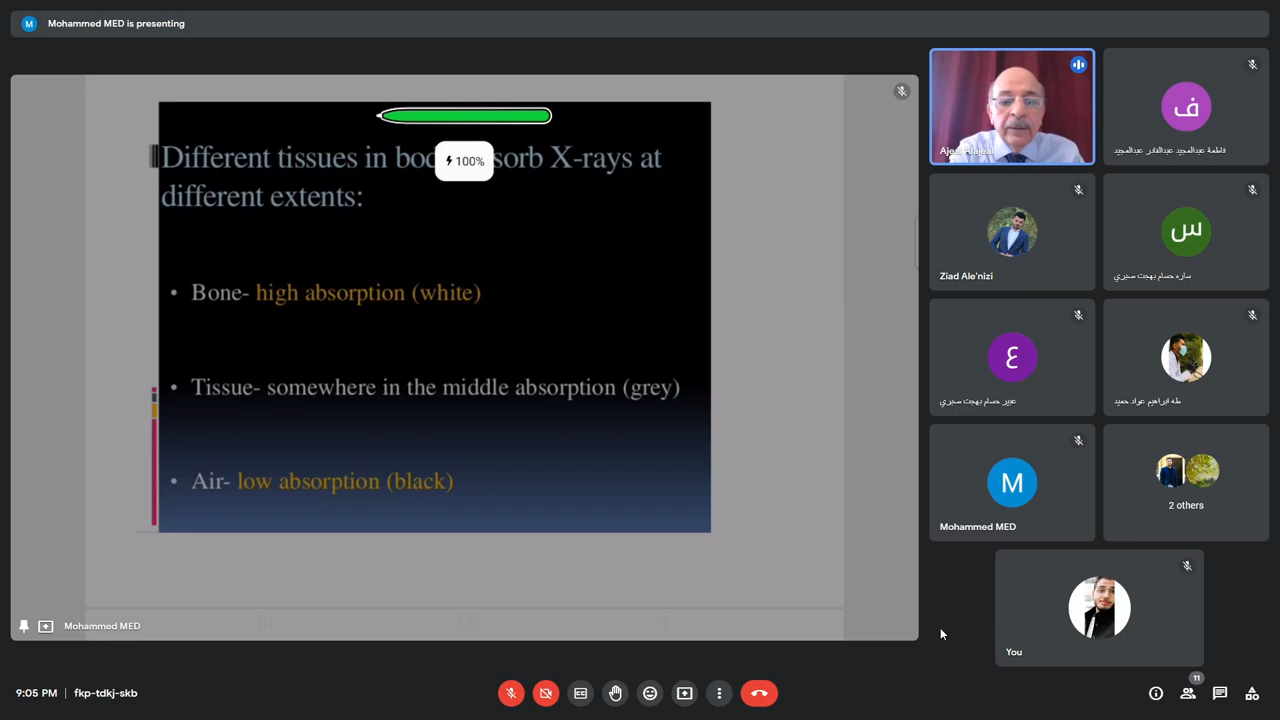 M
Mohammed MED is presenting
Different tissues in bod sorb X-rays at
100%
different extents:
• Bone- high absorption (white)
• Tissue- somewhere in the middle absorption (grey)
• Air- low absorption (black)
Mohammed MED
Ajeal Alajeal
ف
فاطمة عبدالمجيد عبدالقادر عبدالمجيد
Ziad Ale'nizi
س
ساره حسام بهجت صبري
ع
عبير حسام بهجت صبري
طه ابراهيم عواد حميد
M
Mohammed MED
2 others
You
9:05 PM | fkp-tdkj-skb
CC
11